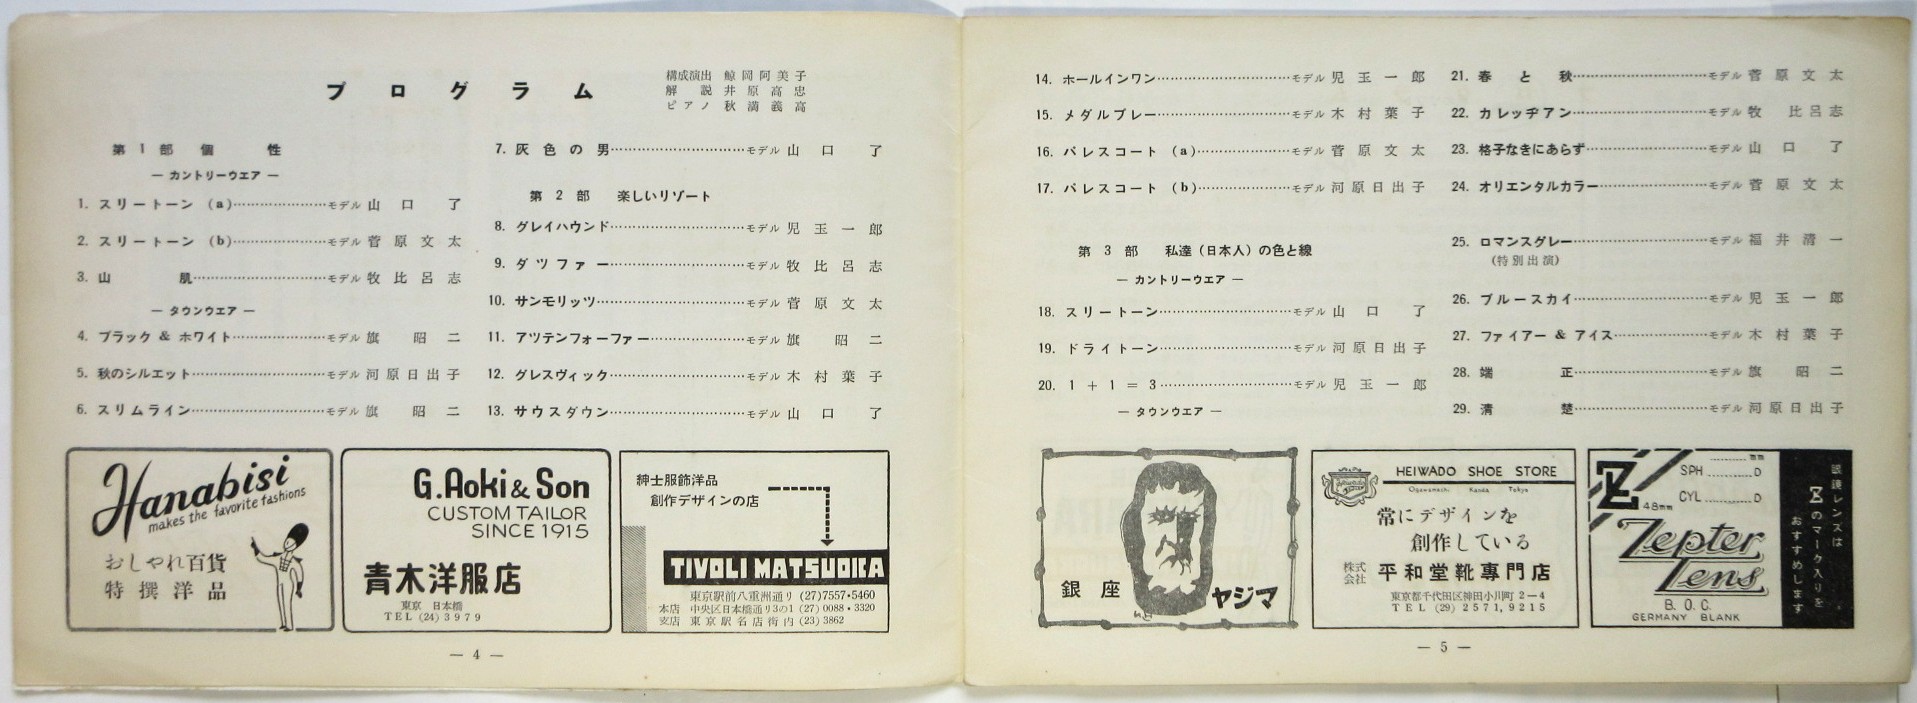 プログラム
構成演出 鯨岡阿美子
解説 井原高忠
ピアノ 秋満義高
第1部 個性
― カントリーウエア ―
1. スリートーン (a)…………モデル 山口 了
2. スリートーン (b)…………モデル 菅原文太
3. 山肌…………モデル 牧比呂志
― タウンウエア ―
4. ブラック & ホワイト…………モデル 旗 昭二
5. 秋のシルエット…………モデル 河原日出子
6. スリムライン…………モデル 旗 昭二
7. 灰色の男…………モデル 山口 了
第2部 楽しいリゾート
8. グレイハウンド…………モデル 児玉一郎
9. ダツファー…………モデル 牧比呂志
10. サンモリッツ…………モデル 菅原文太
11. アツテンフォーファー…………モデル 旗 昭二
12. グレスヴィック…………モデル 木村葉子
13. サウスダウン…………モデル 山口 了
Hanabisi
makes the favorite fashions
おしやれ百貨
特撰洋品
G.Aoki & Son
CUSTOM TAILOR
SINCE 1915
青木洋服店
東京 日本橋
TEL (24) 3979
紳士服飾洋品
創作デザインの店
TIVOLI MATSUOKA
東京駅前八重洲通り (27) 7557・5460
本店 中央区日本橋通り3の1 (27) 0088・3320
支店 東京駅名店街内 (23) 3862
― 4 ―
14. ホールインワン…………モデル 児玉一郎
15. メダルプレー…………モデル 木村葉子
16. パレスコート (a)…………モデル 菅原文太
17. パレスコート (b)…………モデル 河原日出子
第3部 私達(日本人)の色と線
― カントリーウエア ―
18. スリートーン…………モデル 山口 了
19. ドライトーン…………モデル 河原日出子
20. 1 + 1 = 3…………モデル 児玉一郎
― タウンウエア ―
21. 春と秋…………モデル 菅原文太
22. カレッヂアン…………モデル 牧 比呂志
23. 格子なきにあらず…………モデル 山口 了
24. オリエンタルカラー…………モデル 菅原文太
25. ロマンスグレー…………モデル 福井清一
(特別出演)
26. ブルースカイ…………モデル 児玉一郎
27. ファイアー & アイス…………モデル 木村葉子
28. 端正…………モデル 旗 昭二
29. 清楚…………モデル 河原日出子
銀座
ヤジマ
HEIWADO SHOE STORE
Ogawamachi Kanda Tokyo
常にデザインを
創作している
株式会社 平和堂靴專門店
東京都千代田区神田小川町2―4
TEL (29) 2571, 9215
mm
SPH ........ D
CYL ........ D
48mm
Zepter
Lens
B. O. C.
GERMANY BLANK
眼鏡レンズは
Zのマーク入りを
おすすめします
― 5 ―